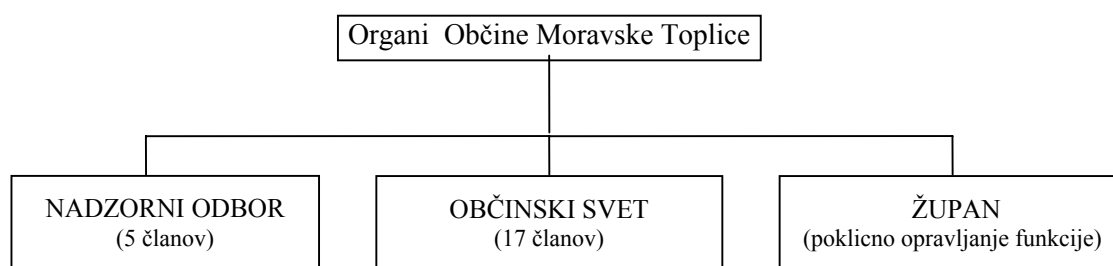 Organi Občine Moravske Toplice
NADZORNI ODBOR
(5 članov)
OBČINSKI SVET
(17 članov)
ŽUPAN
(poklicno opravljanje funkcije)